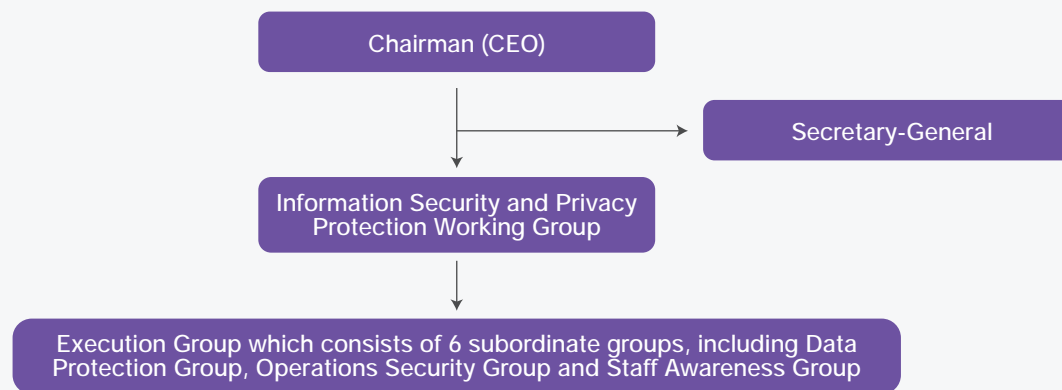 Chairman (CEO)
Secretary-General
Information Security and Privacy
Protection Working Group
Execution Group which consists of 6 subordinate groups, including Data
Protection Group, Operations Security Group and Staff Awareness Group